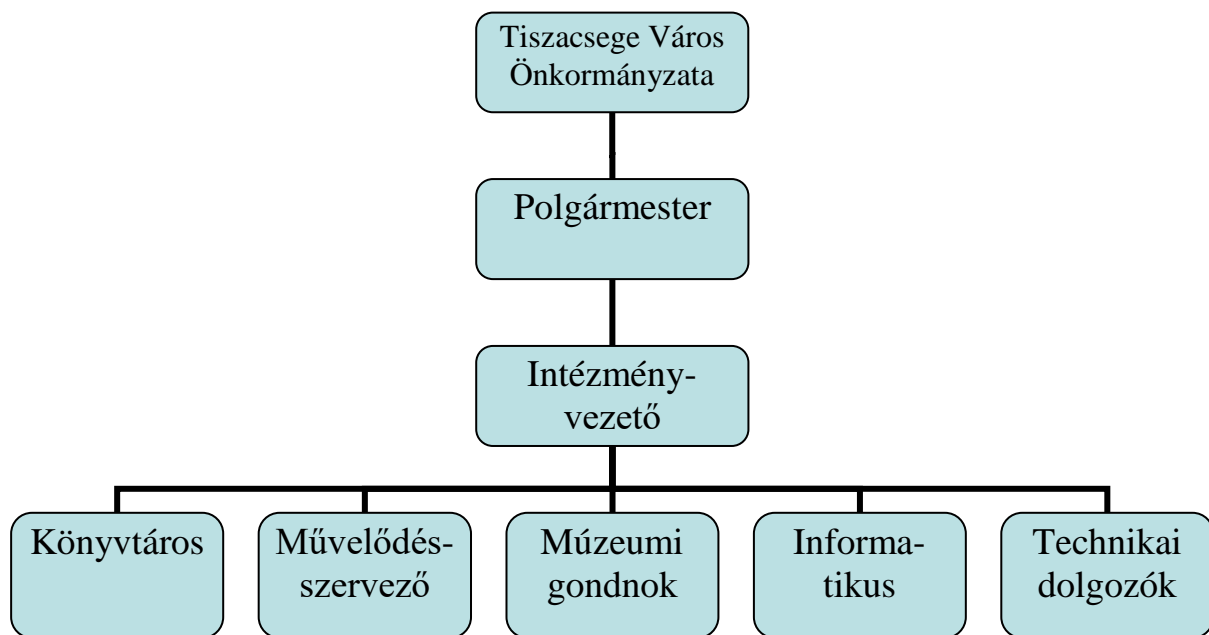 Tiszacsege Város
Önkormányzata
Polgármester
Intézmény-
vezető
Könyvtáros
Művelődés-
szervező
Múzeumi
gondnok
Informa-
tikus
Technikai
dolgozók